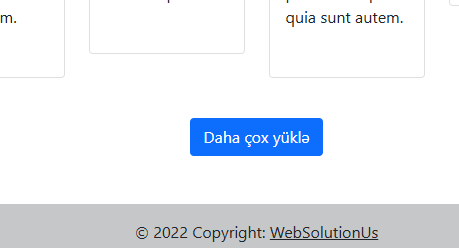 m.
quia sunt autem.
Daha çox yüklə
© 2022 Copyright: WebSolutionUs